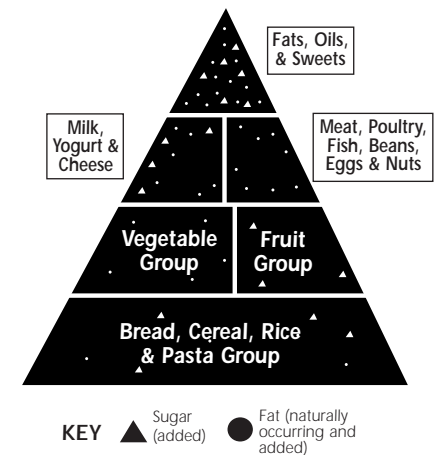 Fats, Oils,
& Sweets
Milk,
Yogurt &
Cheese
Meat, Poultry,
Fish, Beans,
Eggs & Nuts
Vegetable
Group
Fruit
Group
Bread, Cereal, Rice
& Pasta Group
KEY
Sugar
(added)
Fat (naturally
occurring and
added)